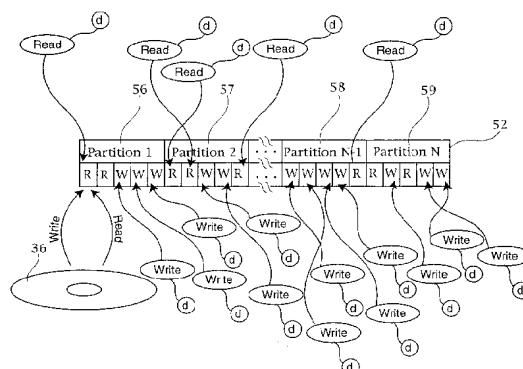 d
d
d
d
Read
Read
Read
Read
d
Read
56
57
58
59
52
Partition 1 Partition 2 . . . Partition N-1 Partition N
R R W W W R R W W R . . . W W W W R R W R W W
Write
Read
36
Write d
Write d
Write d
Write d
Write d
Write d
Write d
Write d
Write d
Write d
Write d
Write d